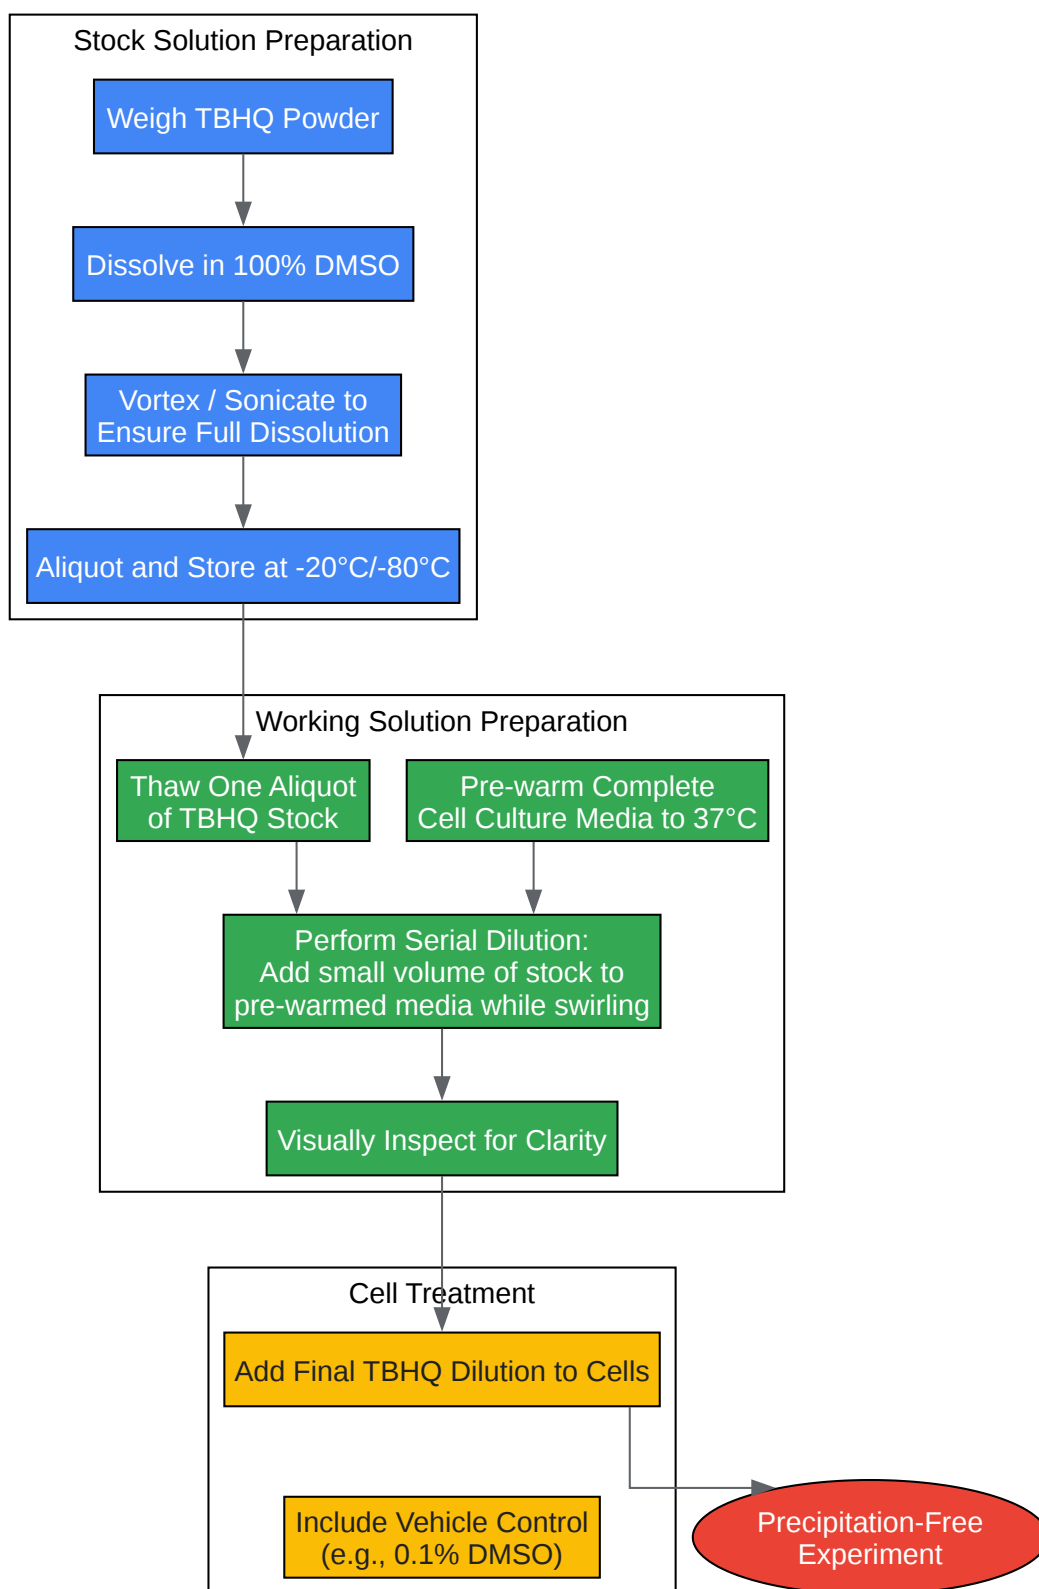 Stock Solution Preparation
Weigh TBHQ Powder
Dissolve in 100% DMSO
Vortex / Sonicate to
Ensure Full Dissolution
Aliquot and Store at -20°C/-80°C
Working Solution Preparation
Thaw One Aliquot
of TBHQ Stock
Pre-warm Complete
Cell Culture Media to 37°C
Perform Serial Dilution:
Add small volume of stock to
pre-warmed media while swirling
Visually Inspect for Clarity
Cell Treatment
Add Final TBHQ Dilution to Cells
Include Vehicle Control
(e.g., 0.1% DMSO)
Precipitation-Free
Experiment